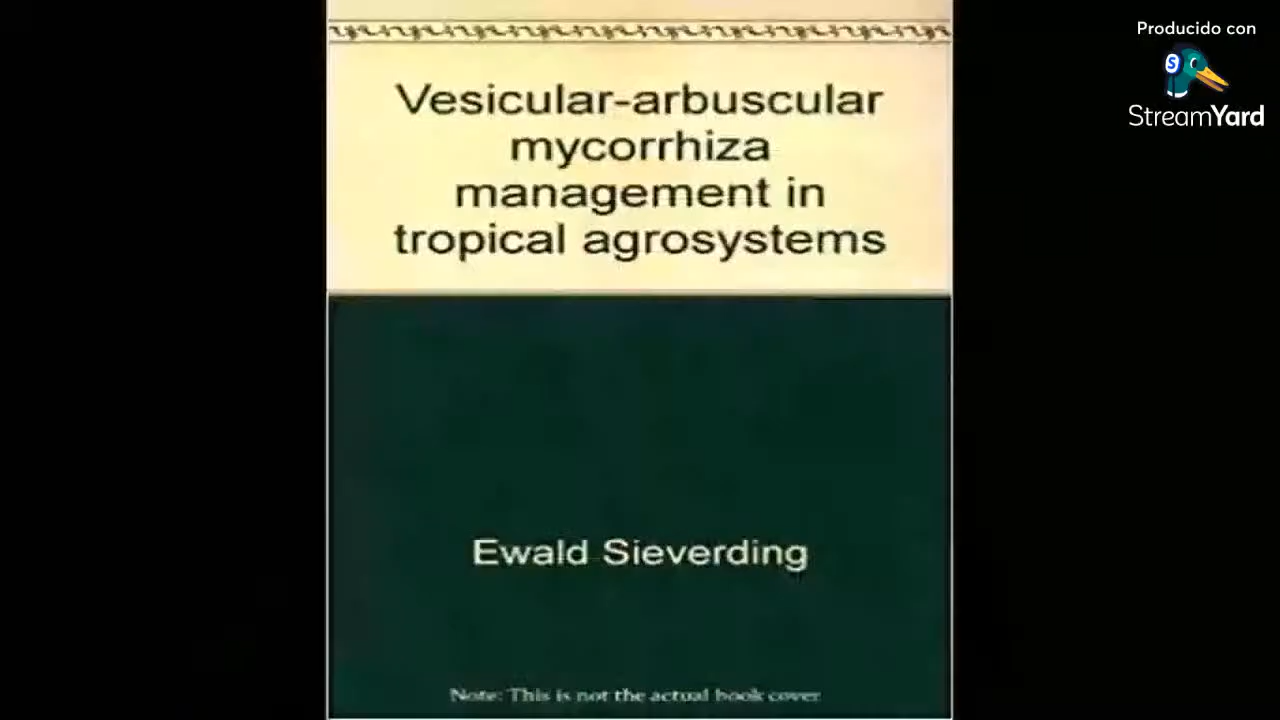 Producido con
StreamYard
Vesicular-arbuscular
mycorrhiza
management in
tropical agrosystems
Ewald Sieverding
Note: This is not the actual book cover